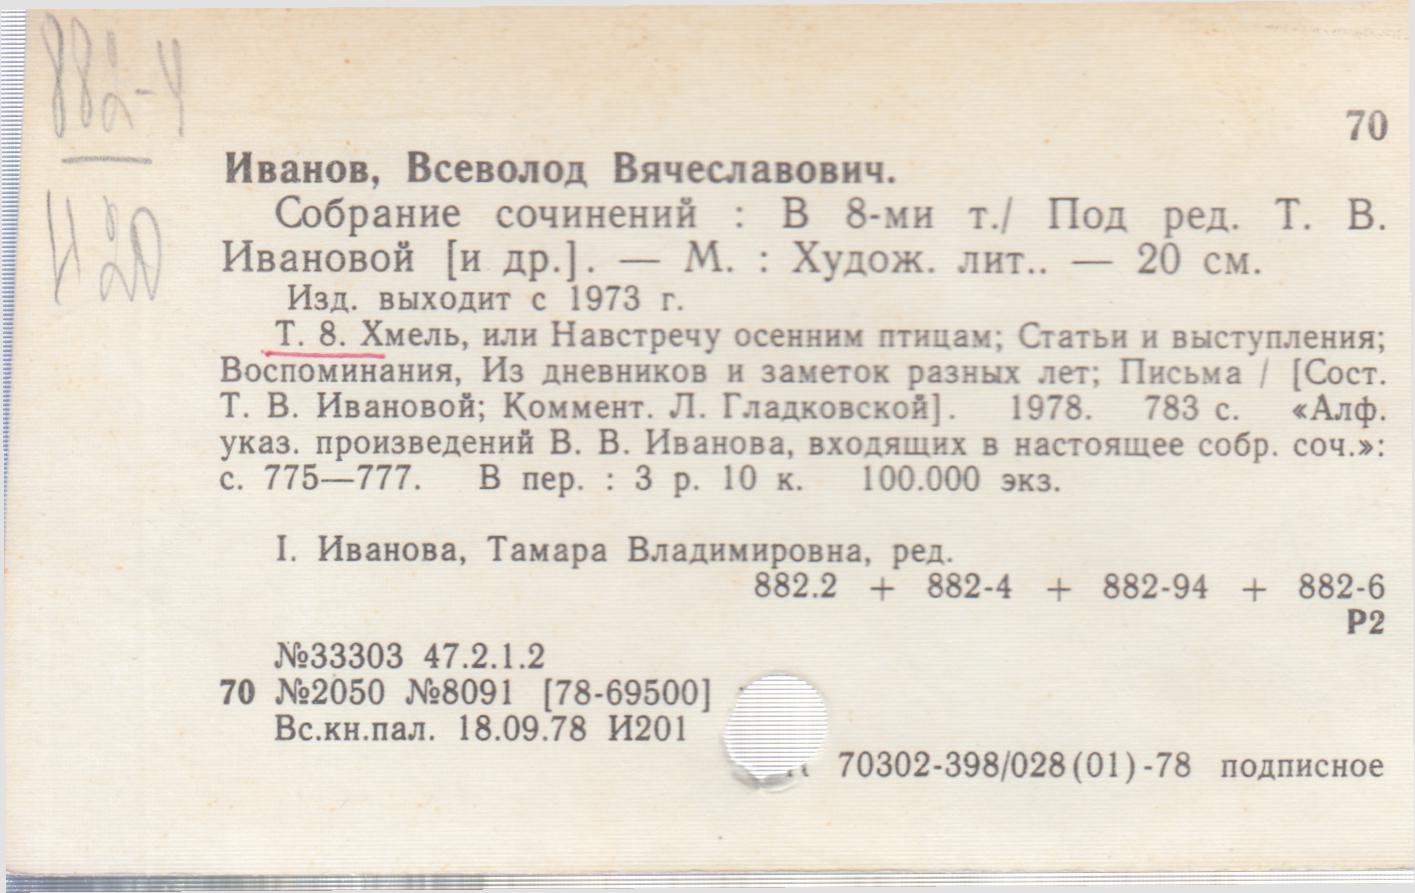 882-4
И20
70
Иванов, Всеволод Вячеславович.
Собрание сочинений : В 8-ми т./ Под ред. Т. В.
Ивановой [и др.]. — М. : Худож. лит.. — 20 см.
Изд. выходит с 1973 г.
Т. 8. Хмель, или Навстречу осенним птицам; Статьи и выступления;
Воспоминания, Из дневников и заметок разных лет; Письма / [Сост.
Т. В. Ивановой; Коммент. Л. Гладковской]. 1978. 783 с. «Алф.
указ. произведений В. В. Иванова, входящих в настоящее собр. соч.»:
с. 775—777. В пер. : 3 р. 10 к. 100.000 экз.
I. Иванова, Тамара Владимировна, ред.
882.2 + 882-4 + 882-94 + 882-6
Р2
№33303 47.2.1.2
70 №2050 №8091 [78-69500]
Вс.кн.пал. 18.09.78 И201
70302-398/028(01)-78 подписное